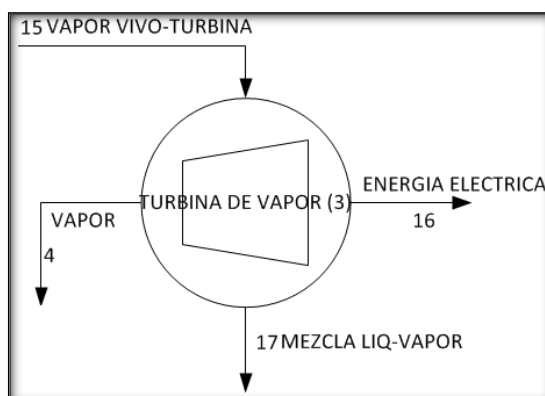 15 VAPOR VIVO-TURBINA
TURBINA DE VAPOR (3)
ENERGIA ELECTRICA
16
VAPOR
4
17 MEZCLA LIQ-VAPOR